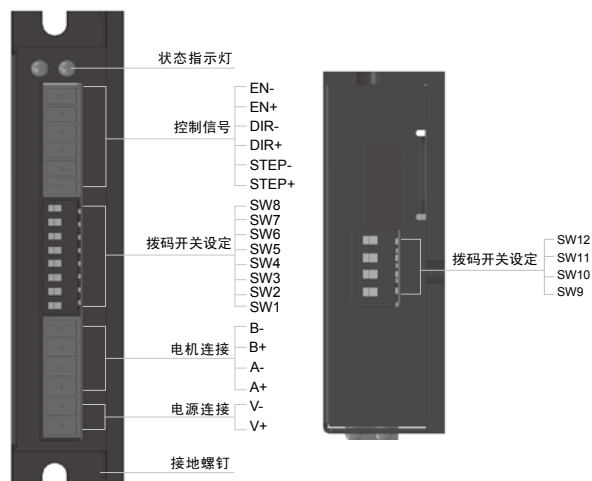 状态指示灯
控制信号
EN-
EN+
DIR-
DIR+
STEP-
STEP+
拨码开关设定
SW8
SW7
SW6
SW5
SW4
SW3
SW2
SW1
电机连接
B-
B+
A-
A+
电源连接
V-
V+
接地螺钉
拨码开关设定
SW12
SW11
SW10
SW9